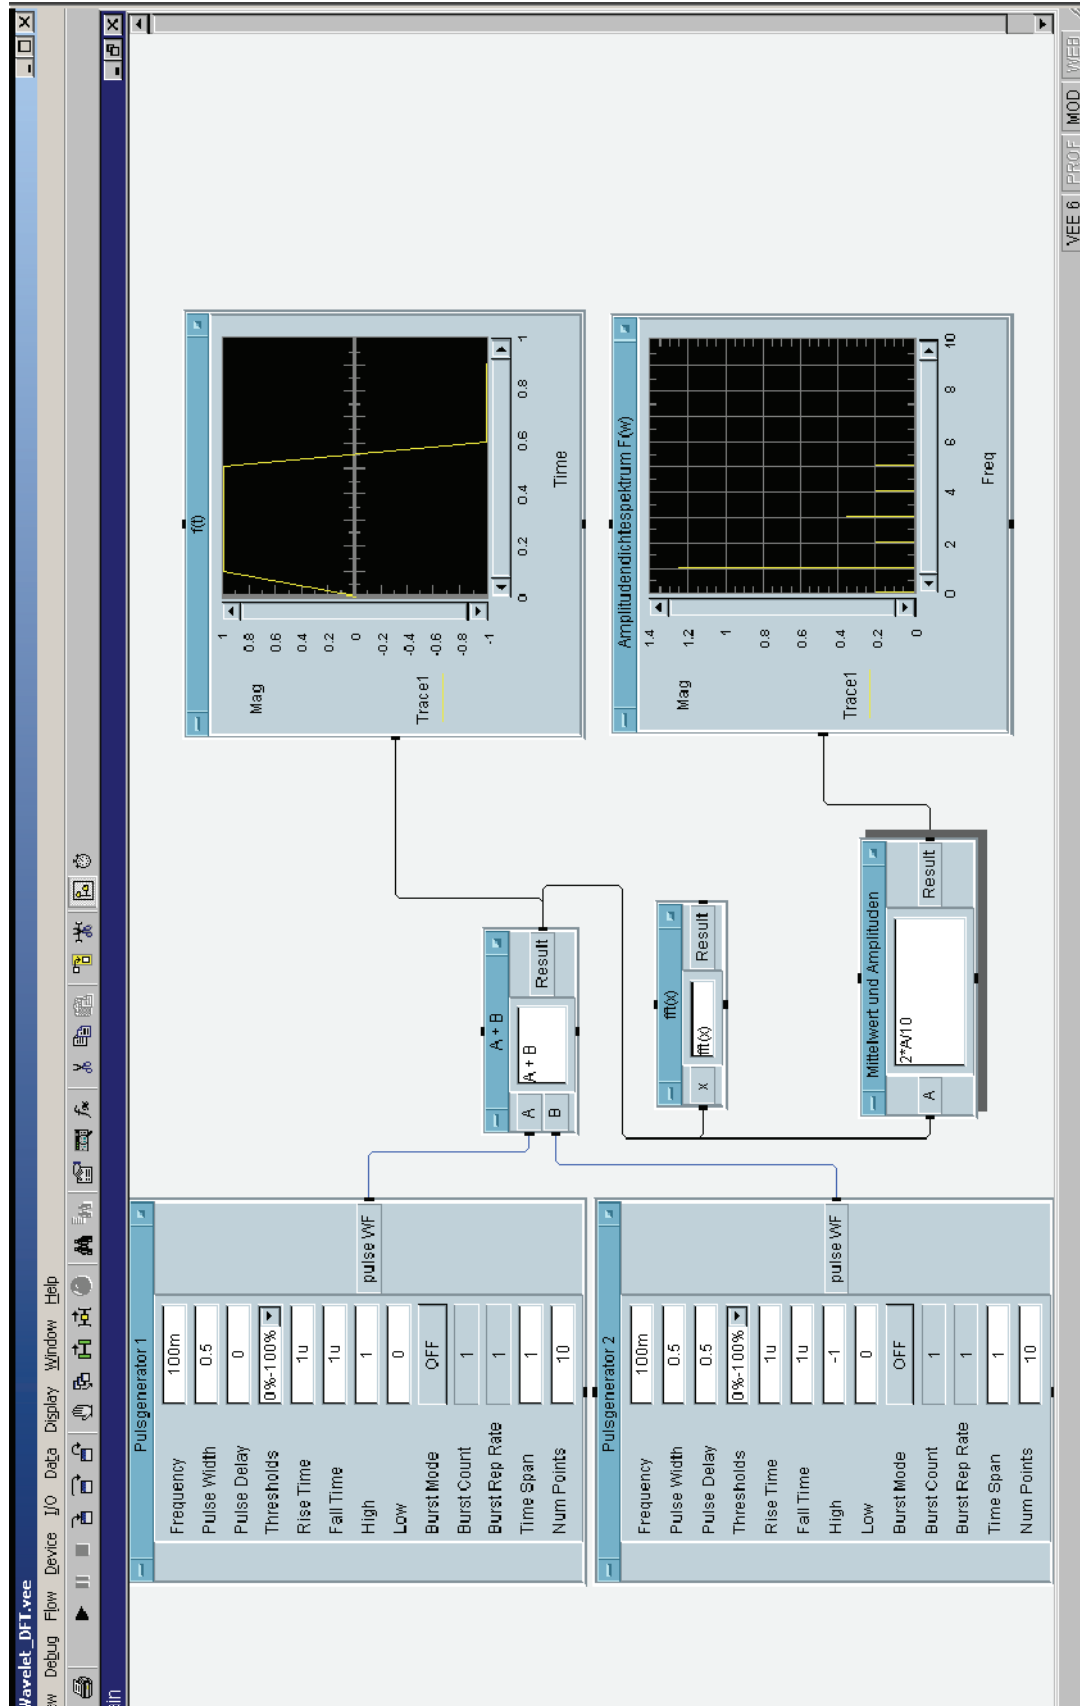 Wavelet_DFT.vee
Debug Flow Device I/O Data Display Window Help
Pulsgenerator 1
Frequency 100m
Pulse Width 0.5
Pulse Delay 0
Thresholds 0%-100%
Rise Time 1u
Fall Time 1u
High 1
Low 0
Burst Mode OFF
Burst Count 1
Burst Rep Rate 1
Time Span 1
Num Points 10
pulse WF
Pulsgenerator 2
Frequency 100m
Pulse Width 0.5
Pulse Delay 0.5
Thresholds 0%-100%
Rise Time 1u
Fall Time 1u
High -1
Low 0
Burst Mode OFF
Burst Count 1
Burst Rep Rate 1
Time Span 1
Num Points 10
pulse WF
A + B
A
B
A + B
Result
fft(x)
x
fft(x)
Result
Mittelwert und Amplituden
A
2*A/10
Result
f(t)
Mag
Trace1
1
0.8
0.6
0.4
0.2
0
-0.2
-0.4
-0.6
-0.8
-1
0 0.2 0.4 0.6 0.8 1
Time
Amplitudendichtespektrum F(w)
Mag
Trace1
1.4
1.2
1
0.8
0.6
0.4
0.2
0
0 2 4 6 8 10
Freq
VEE 6 PROF MOD WEB